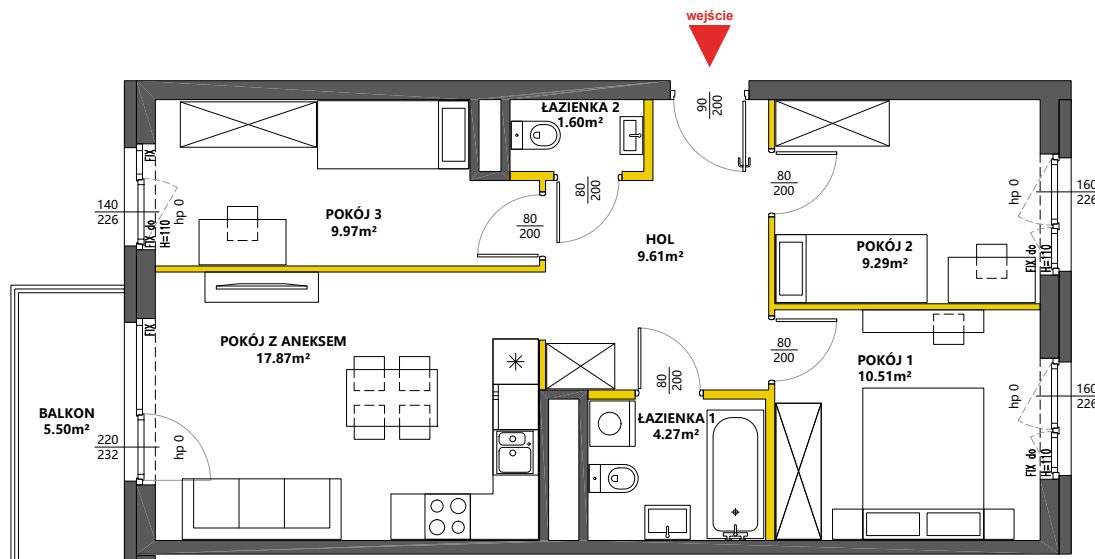 wejście
90
200
ŁAZIENKA 2
1.60m²
FIX
140
226
hp 0
FIX do
H=110
POKÓJ 3
9.97m²
80
200
80
200
HOL
9.61m²
80
200
POKÓJ 2
9.29m²
hp 0
160
226
FIX do
H=110
FIX
POKÓJ Z ANEKSEM
17.87m²
BALKON
5.50m²
220
232
hp 0
80
200
ŁAZIENKA 1
4.27m²
80
200
POKÓJ 1
10.51m²
hp 0
160
226
FIX do
H=110